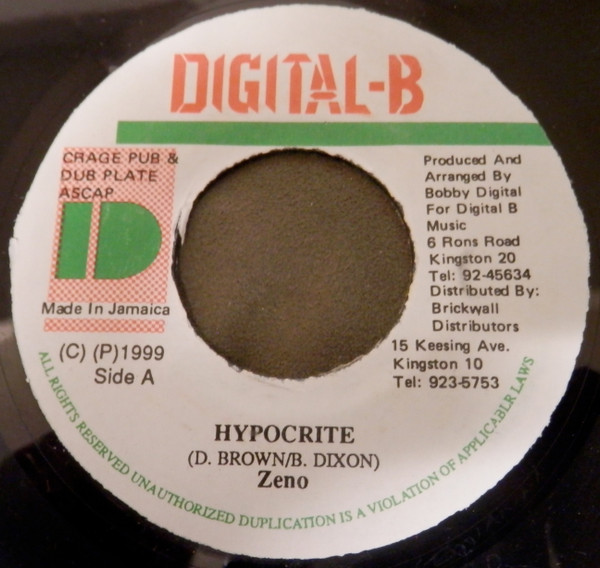 DIGITAL-B
CRAGE PUB &
DUB PLATE
ASCAP
D
Made In Jamaica
(C) (P)1999
Side A
Produced And
Arranged By
Bobby Digital
For Digital B
Music
6 Rons Road
Kingston 20
Tel: 92-45634
Distributed By:
Brickwall
Distributors
15 Keesing Ave.
Kingston 10
Tel: 923-5753
HYPOCRITE
(D. BROWN/B. DIXON)
Zeno
ALL RIGHTS RESERVED UNAUTHORIZED DUPLICATION IS A VIOLATION OF APPLICABLR LAWS